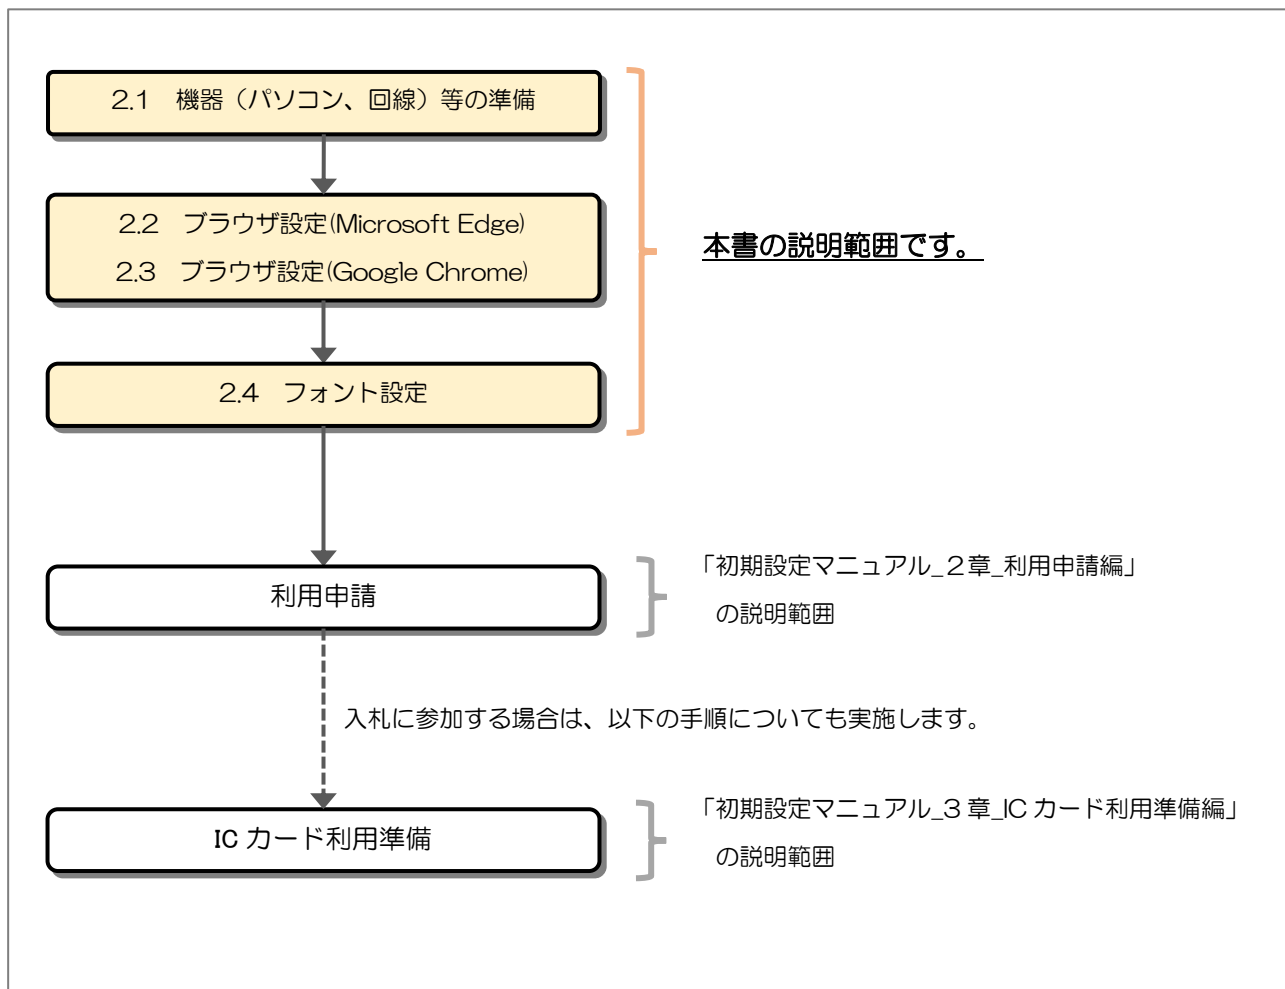 2.1　機器（パソコン、回線）等の準備
2.2　ブラウザ設定(Microsoft Edge)
2.3　ブラウザ設定(Google Chrome)
本書の説明範囲です。
2.4　フォント設定
利用申請
「初期設定マニュアル_２章_利用申請編」
の説明範囲
入札に参加する場合は、以下の手順についても実施します。
IC カード利用準備
「初期設定マニュアル_3 章_IC カード利用準備編」
の説明範囲